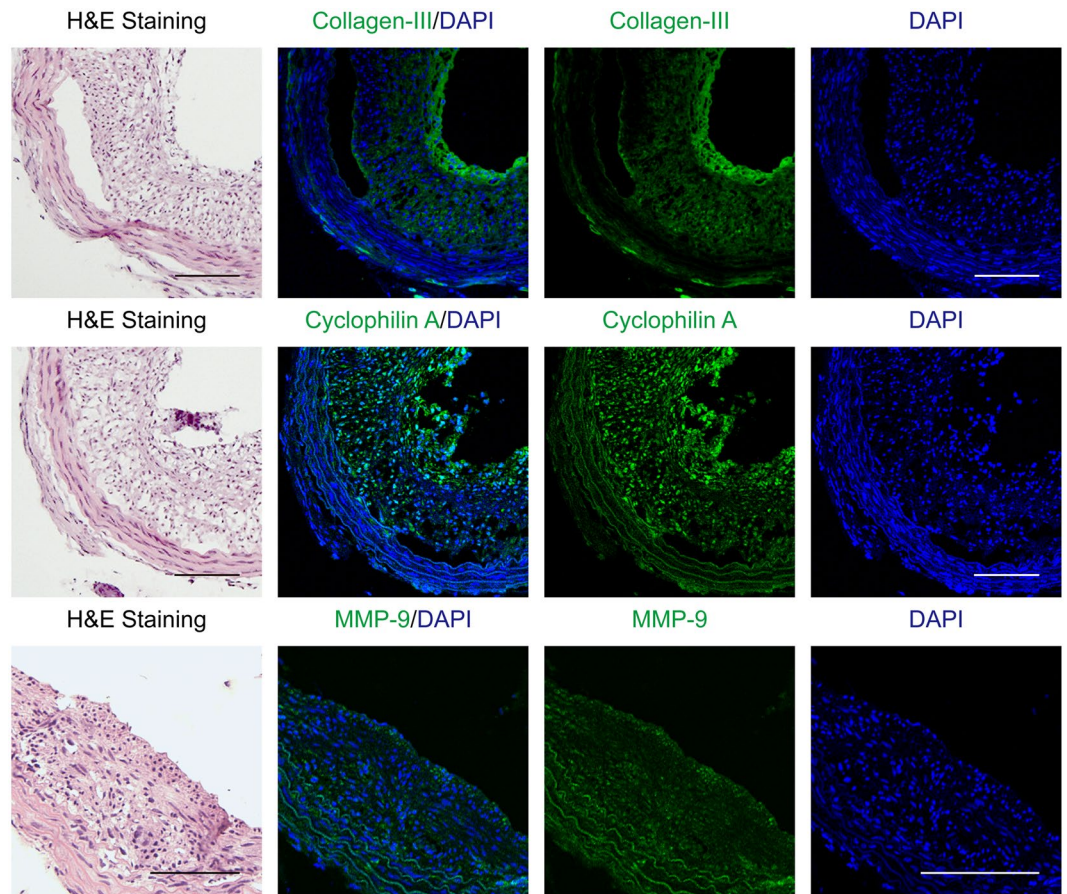 H&E Staining Collagen-III/DAPI Collagen-III DAPI
H&E Staining Cyclophilin A/DAPI Cyclophilin A DAPI
H&E Staining MMP-9/DAPI MMP-9 DAPI